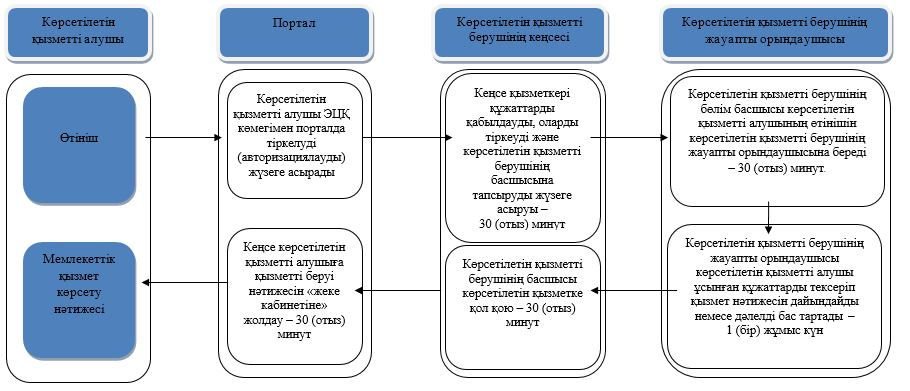 Көрсетілетін
қызметті алушы
Портал
Көрсетілетін қызметті
берушінің кеңсесі
Көрсетілетін қызметті берушінің
жауапты орындаушысы
Өтініш
Көрсетілетін
қызметті алушы ЭЦҚ
көмегімен порталда
тіркелуді
(авторизациялауды)
жүзеге асырады
Кеңсе қызметкері
құжаттарды
қабылдауды, оларды
тіркеуді және
көрсетілетін қызметті
берушінің
басшысына
тапсыруды жүзеге
асыруы –
30 (отыз) минут
Көрсетілетін қызметті берушінің
бөлім басшысы көрсетілетін
қызметті алушының өтінішін
көрсетілетін қызметті берушінің
жауапты орындаушысына береді
– 30 (отыз) минут.
Мемлекеттік
қызмет
көрсету
нәтижесі
Кеңсе көрсетілетін
қызметті алушыға
қызметті беруі
нәтижесін «жеке
кабинетіне»
жолдау – 30 (отыз)
минут
Көрсетілетін қызметті
берушінің басшысы
көрсетілетін қызметке
қол қою – 30 (отыз)
минут
Көрсетілетін қызметті берушінің
жауапты орындаушысы
көрсетілетін қызметті алушы
ұсынған құжаттарды тексеріп
қызмет нәтижесін дайындайды
немесе дәлелді бас тартады –
1 (бір) жұмыс күн